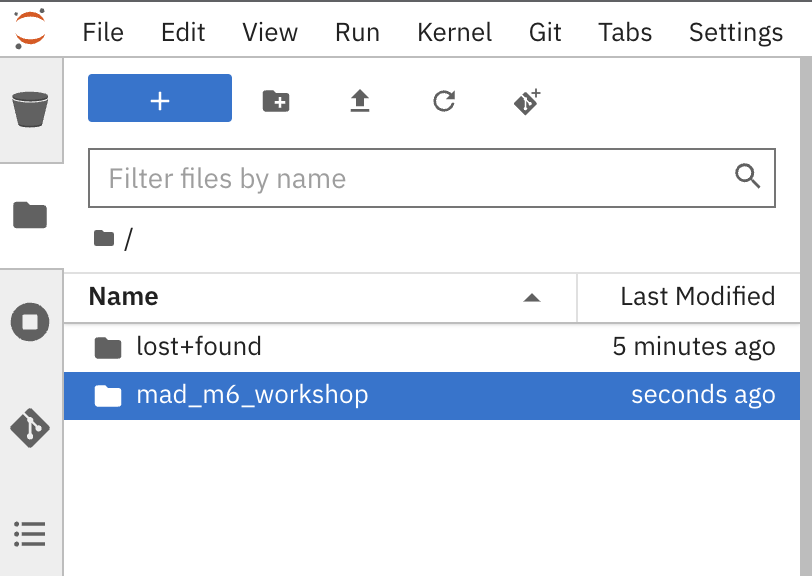 File Edit View Run Kernel Git Tabs Settings
+
Filter files by name
/
Name Last Modified
lost+found 5 minutes ago
mad_m6_workshop seconds ago